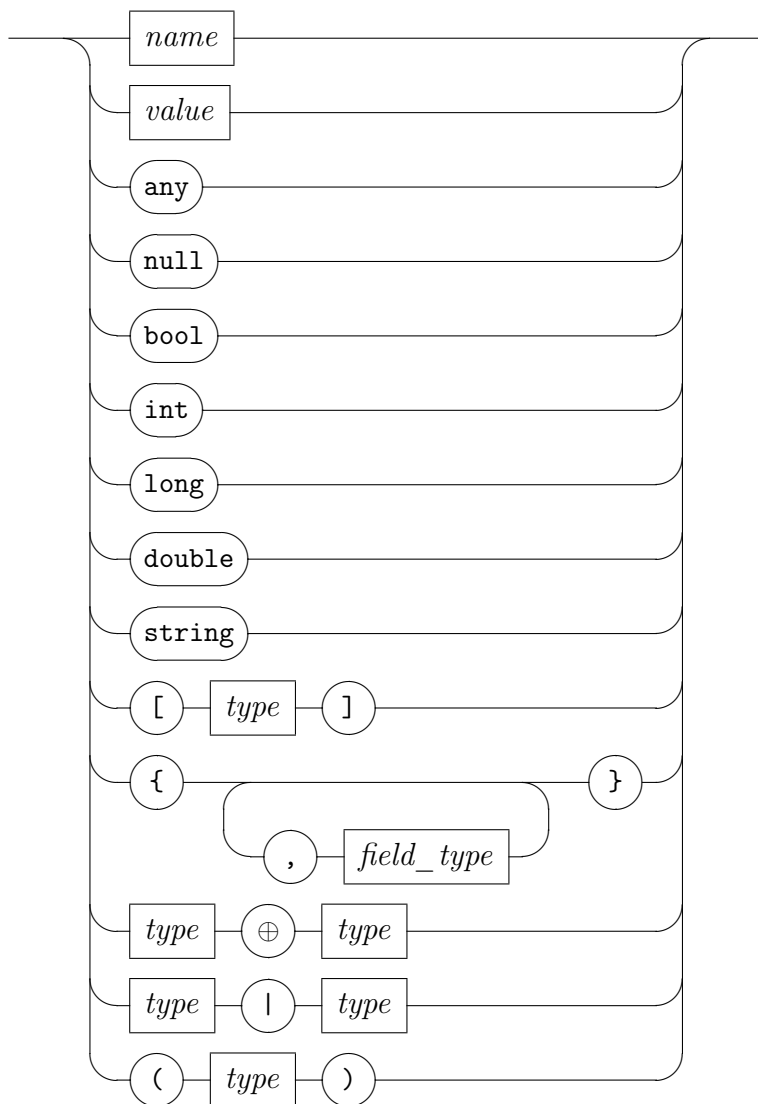 name
value
any
null
bool
int
long
double
string
[ type ]
{ }
, field_type
type ⊕ type
type | type
( type )